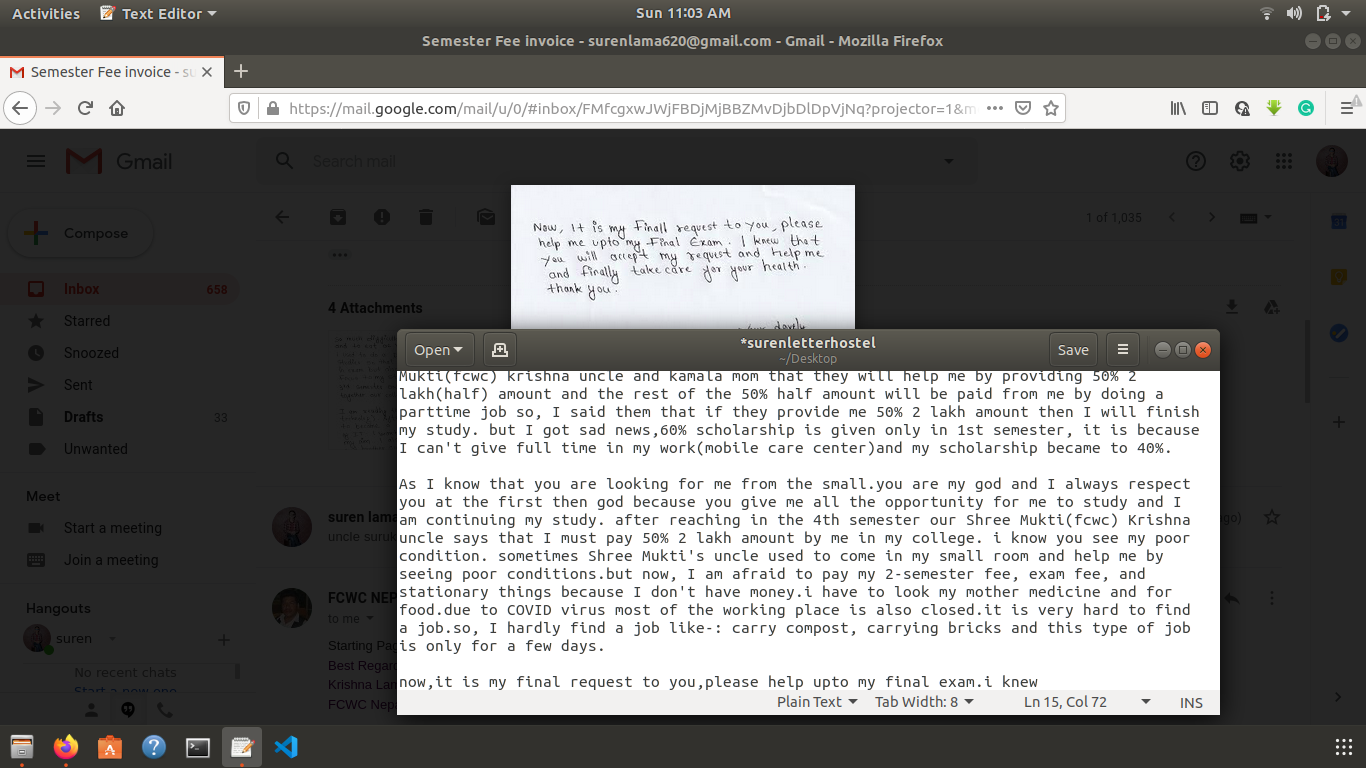 Activities
Text Editor
Sun 11:03 AM
Semester Fee invoice - surenlama620@gmail.com - Gmail - Mozilla Firefox
Semester Fee invoice - su
https://mail.google.com/mail/u/0/#inbox/FMfcgxwJWjFBDjMjBBZMvDjbDlDpVjNq?projector=1&m
Gmail
Search mail
Compose
1 of 1,035
Inbox 658
Starred
Snoozed
Sent
Drafts 33
Unwanted
Meet
Start a meeting
Join a meeting
Hangouts
suren
No recent chats
Start a new one
4 Attachments
Now, It is my Finall request to you, please
help me upto my Final Exam. I knew that
you will accept my request and help me
and finally take care for your health.
thank you.
suren lama
uncle suruk
ago)
FCWC NEP
to me
Starting Pag
Best Regar
Krishna Lam
FCWC Nepa
Open
*surenletterhostel
~/Desktop
Save
Mukti(fcwc) krishna uncle and kamala mom that they will help me by providing 50% 2
lakh(half) amount and the rest of the 50% half amount will be paid from me by doing a
parttime job so, I said them that if they provide me 50% 2 lakh amount then I will finish
my study. but I got sad news,60% scholarship is given only in 1st semester, it is because
I can't give full time in my work(mobile care center)and my scholarship became to 40%.
As I know that you are looking for me from the small.you are my god and I always respect
you at the first then god because you give me all the opportunity for me to study and I
am continuing my study. after reaching in the 4th semester our Shree Mukti(fcwc) Krishna
uncle says that I must pay 50% 2 lakh amount by me in my college. i know you see my poor
condition. sometimes Shree Mukti's uncle used to come in my small room and help me by
seeing poor conditions.but now, I am afraid to pay my 2-semester fee, exam fee, and
stationary things because I don't have money.i have to look my mother medicine and for
food.due to COVID virus most of the working place is also closed.it is very hard to find
a job.so, I hardly find a job like-: carry compost, carrying bricks and this type of job
is only for a few days.
now,it is my final request to you,please help upto my final exam.i knew
Plain Text
Tab Width: 8
Ln 15, Col 72
INS